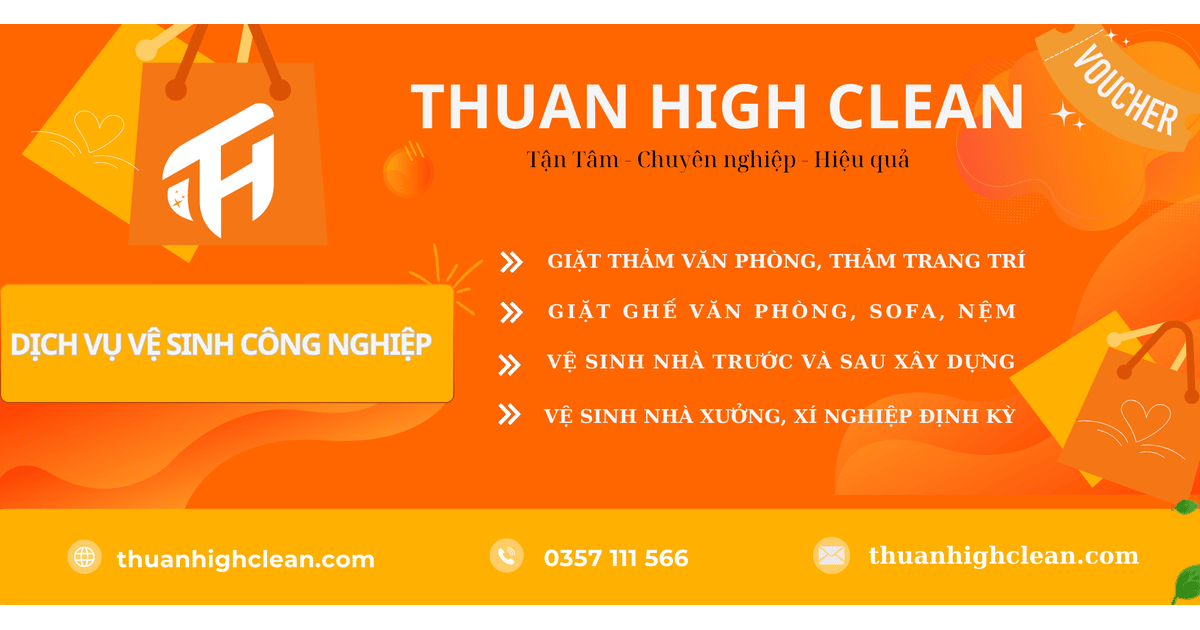 VOUCHER
TH
THUAN HIGH CLEAN
Tận Tâm - Chuyên nghiệp - Hiệu quả
GIẶT THẢM VĂN PHÒNG, THẢM TRANG TRÍ
GIẶT GHẾ VĂN PHÒNG, SOFA, NỆM
DỊCH VỤ VỆ SINH CÔNG NGHIỆP
VỆ SINH NHÀ TRƯỚC VÀ SAU XÂY DỰNG
VỆ SINH NHÀ XƯỞNG, XÍ NGHIỆP ĐỊNH KỲ
thuanhighclean.com
0357 111 566
thuanhighclean.com